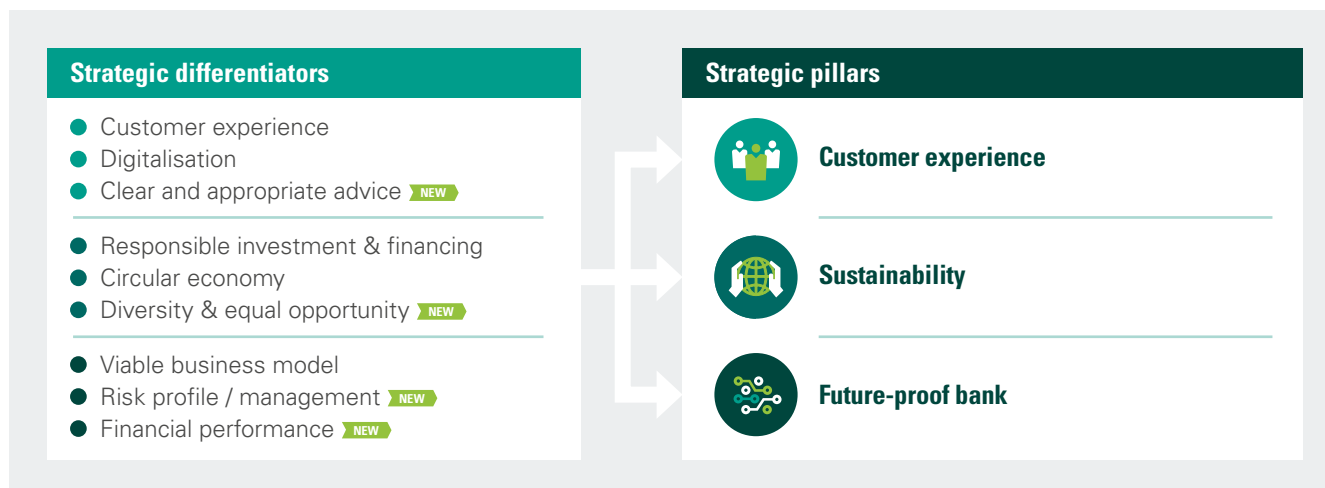 Strategic differentiators
Customer experience
Digitalisation
Clear and appropriate advice NEW
Responsible investment & financing
Circular economy
Diversity & equal opportunity NEW
Viable business model
Risk profile / management NEW
Financial performance NEW
Strategic pillars
Customer experience
Sustainability
Future-proof bank